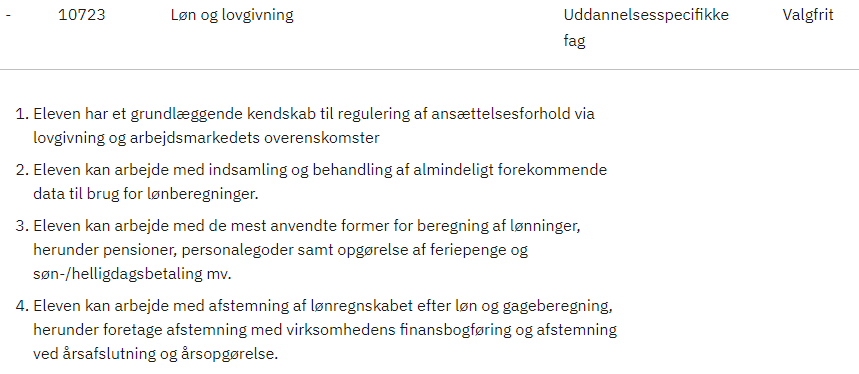 - 10723 Løn og lovgivning Uddannelsesspecifikke fag Valgfrit
1. Eleven har et grundlæggende kendskab til regulering af ansættelsesforhold via
lovgivning og arbejdsmarkedets overenskomster
2. Eleven kan arbejde med indsamling og behandling af almindeligt forekommende
data til brug for lønberegninger.
3. Eleven kan arbejde med de mest anvendte former for beregning af lønninger,
herunder pensioner, personalegoder samt opgørelse af feriepenge og
søn-/helligdagsbetaling mv.
4. Eleven kan arbejde med afstemning af lønregnskabet efter løn og gageberegning,
herunder foretage afstemning med virksomhedens finansbogføring og afstemning
ved årsafslutning og årsopgørelse.